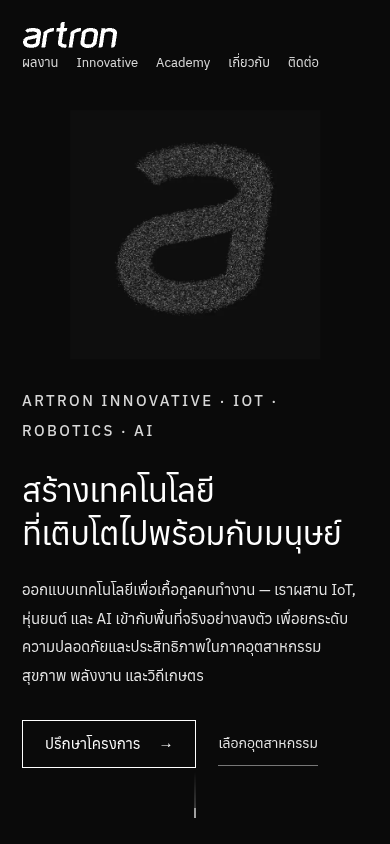 artron
ผลงาน Innovative Academy เกี่ยวกับ ติดต่อ
a
ARTRON INNOVATIVE · IOT ·
ROBOTICS · AI
สร้างเทคโนโลยี
ที่เติบโตไปพร้อมกับมนุษย์
ออกแบบเทคโนโลยีเพื่อเกื้อกูลคนทำงาน — เราผสาน IoT,
หุ่นยนต์ และ AI เข้ากับพื้นที่จริงอย่างลงตัว เพื่อยกระดับ
ความปลอดภัยและประสิทธิภาพในภาคอุตสาหกรรม
สุขภาพ พลังงาน และวิถีเกษตร
ปรึกษาโครงการ → เลือกอุตสาหกรรม